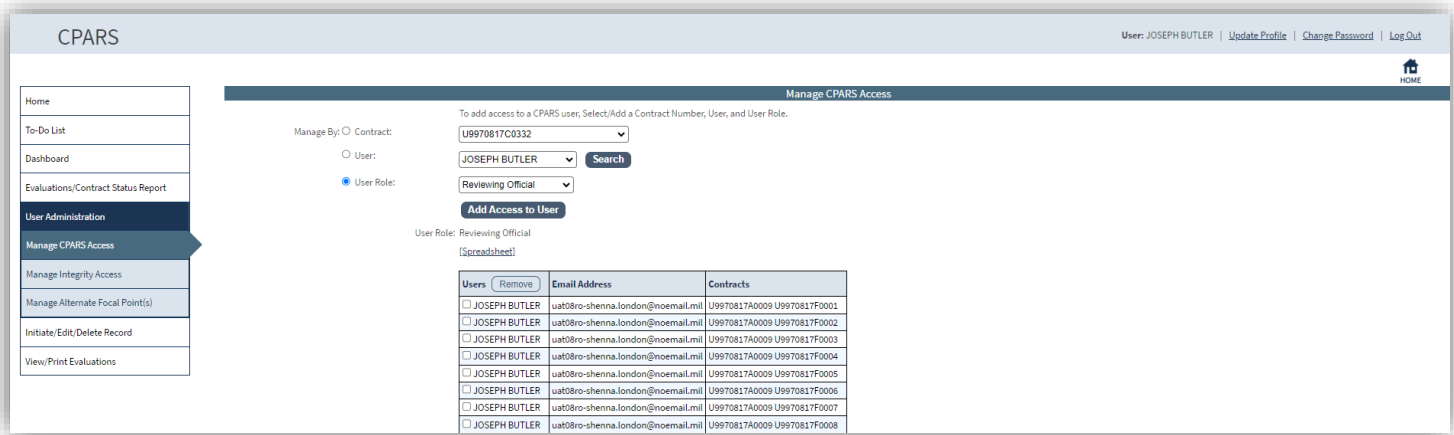 CPARS
User: JOSEPH BUTLER | Update Profile | Change Password | Log Out
HOME
Home
To-Do List
Dashboard
Evaluations/Contract Status Report
User Administration
Manage CPARS Access
Manage Integrity Access
Manage Alternate Focal Point(s)
Initiate/Edit/Delete Record
View/Print Evaluations
Manage CPARS Access
To add access to a CPARS user, Select/Add a Contract Number, User, and User Role.
Manage By: Contract: U9970817C0332
User: JOSEPH BUTLER Search
User Role: Reviewing Official
Add Access to User
User Role: Reviewing Official
[Spreadsheet]
Users Remove Email Address Contracts
JOSEPH BUTLER uat08ro-shenna.london@noemail.mil U9970817A0009 U9970817F0001
JOSEPH BUTLER uat08ro-shenna.london@noemail.mil U9970817A0009 U9970817F0002
JOSEPH BUTLER uat08ro-shenna.london@noemail.mil U9970817A0009 U9970817F0003
JOSEPH BUTLER uat08ro-shenna.london@noemail.mil U9970817A0009 U9970817F0004
JOSEPH BUTLER uat08ro-shenna.london@noemail.mil U9970817A0009 U9970817F0005
JOSEPH BUTLER uat08ro-shenna.london@noemail.mil U9970817A0009 U9970817F0006
JOSEPH BUTLER uat08ro-shenna.london@noemail.mil U9970817A0009 U9970817F0007
JOSEPH BUTLER uat08ro-shenna.london@noemail.mil U9970817A0009 U9970817F0008